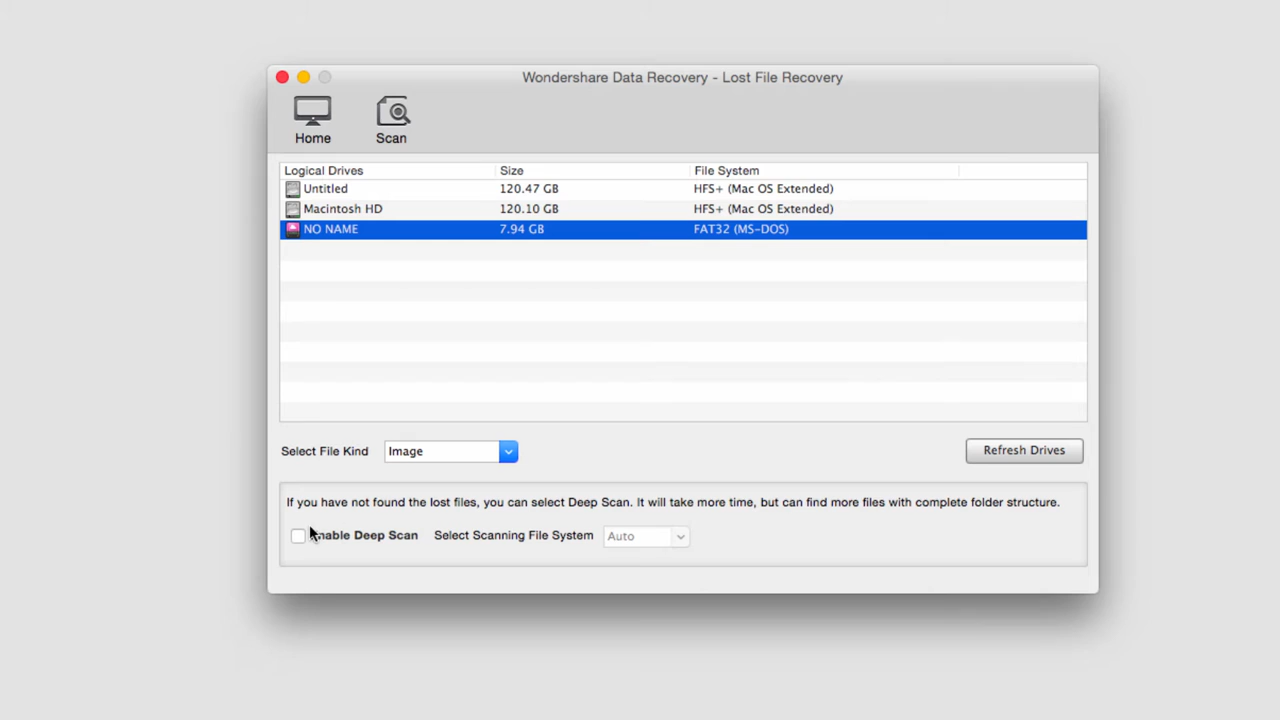 Wondershare Data Recovery - Lost File Recovery
Home Scan
Logical Drives Size File System
Untitled 120.47 GB HFS+ (Mac OS Extended)
Macintosh HD 120.10 GB HFS+ (Mac OS Extended)
NO NAME 7.94 GB FAT32 (MS-DOS)
Select File Kind Image Refresh Drives
If you have not found the lost files, you can select Deep Scan. It will take more time, but can find more files with complete folder structure.
Enable Deep Scan Select Scanning File System Auto